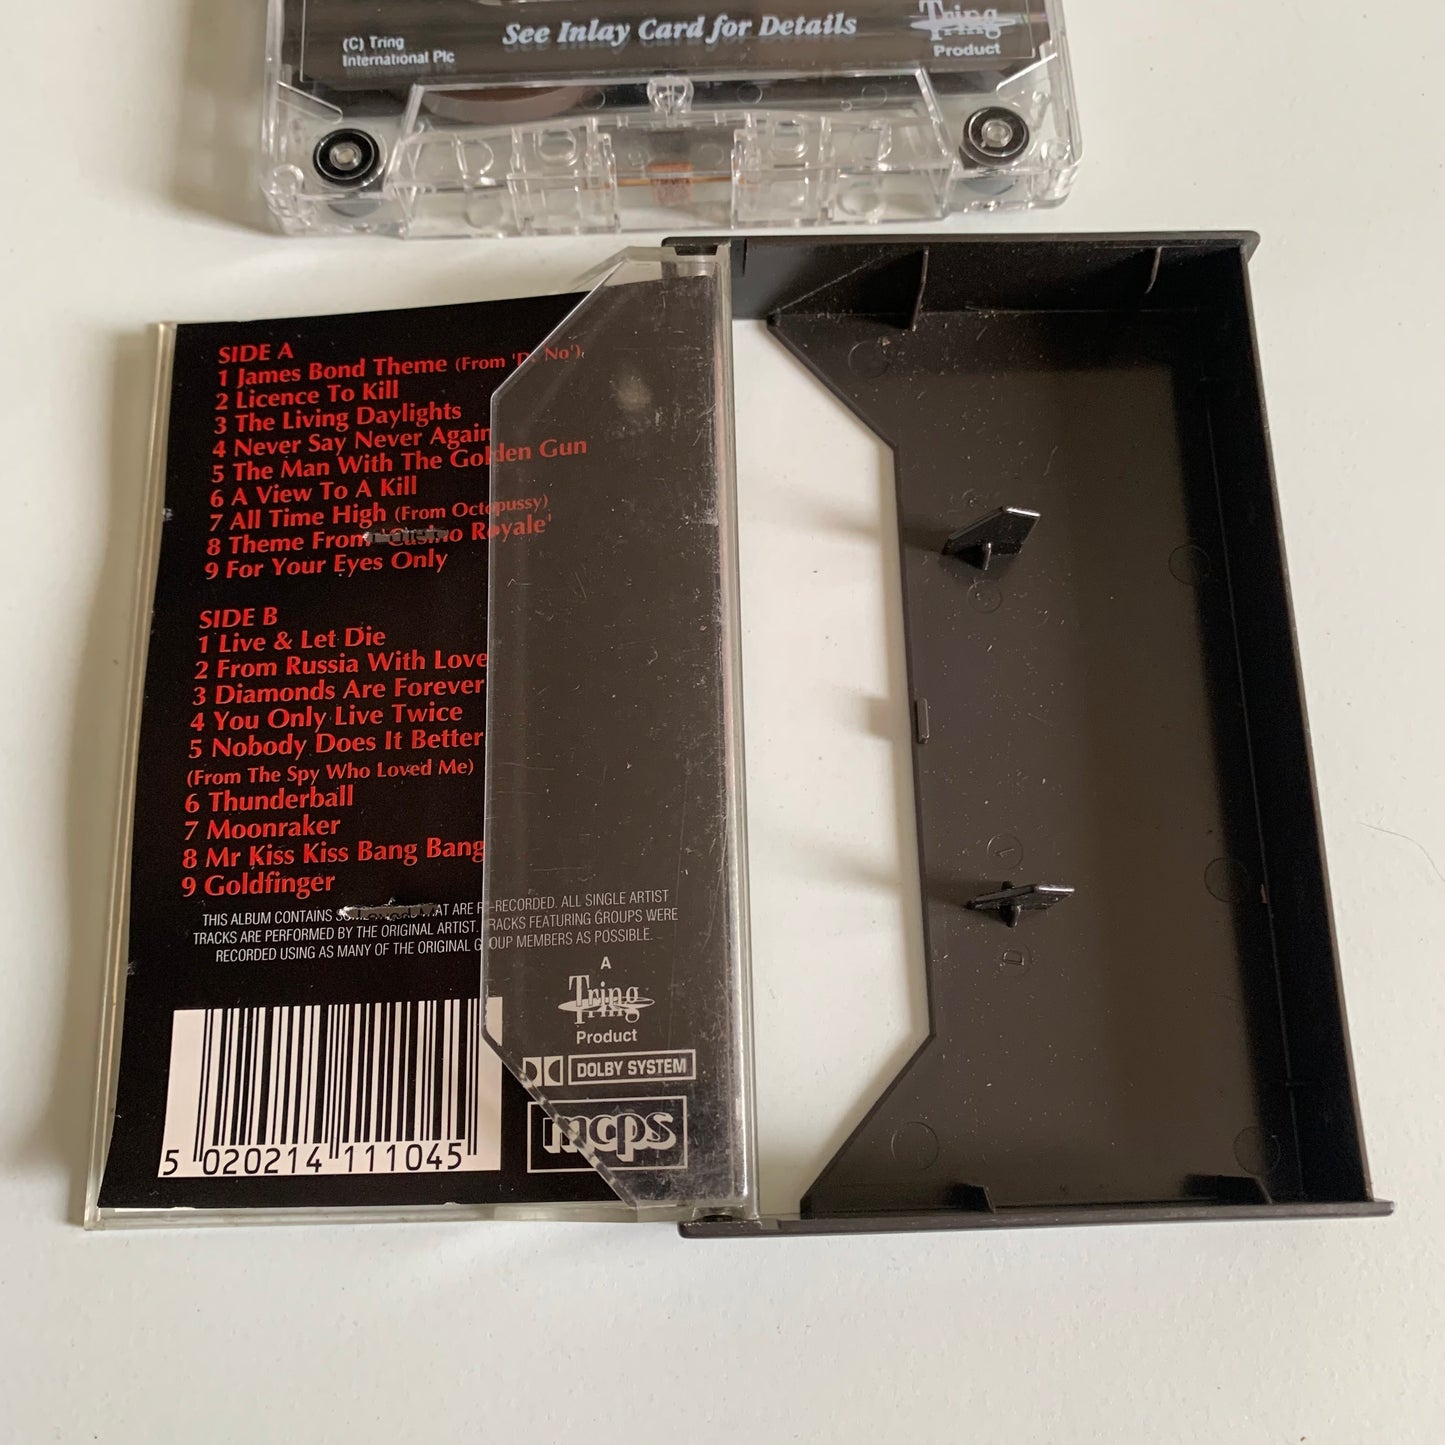 (C) Tring
International Plc
See Inlay Card for Details
Tring
Product
SIDE A
1 James Bond Theme (From 'Dr No')
2 Licence To Kill
3 The Living Daylights
4 Never Say Never Again
5 The Man With The Golden Gun
6 A View To A Kill
7 All Time High (From Octopussy)
8 Theme From 'Casino Royale'
9 For Your Eyes Only
SIDE B
1 Live & Let Die
2 From Russia With Love
3 Diamonds Are Forever
4 You Only Live Twice
5 Nobody Does It Better
(From The Spy Who Loved Me)
6 Thunderball
7 Moonraker
8 Mr Kiss Kiss Bang Bang
9 Goldfinger
THIS ALBUM CONTAINS SOME THAT ARE RE-RECORDED. ALL SINGLE ARTIST
TRACKS ARE PERFORMED BY THE ORIGINAL ARTIST. TRACKS FEATURING GROUPS WERE
RECORDED USING AS MANY OF THE ORIGINAL GROUP MEMBERS AS POSSIBLE.
A
Tring
Product
DOLBY SYSTEM
mcps
5 020214 111045
1
D